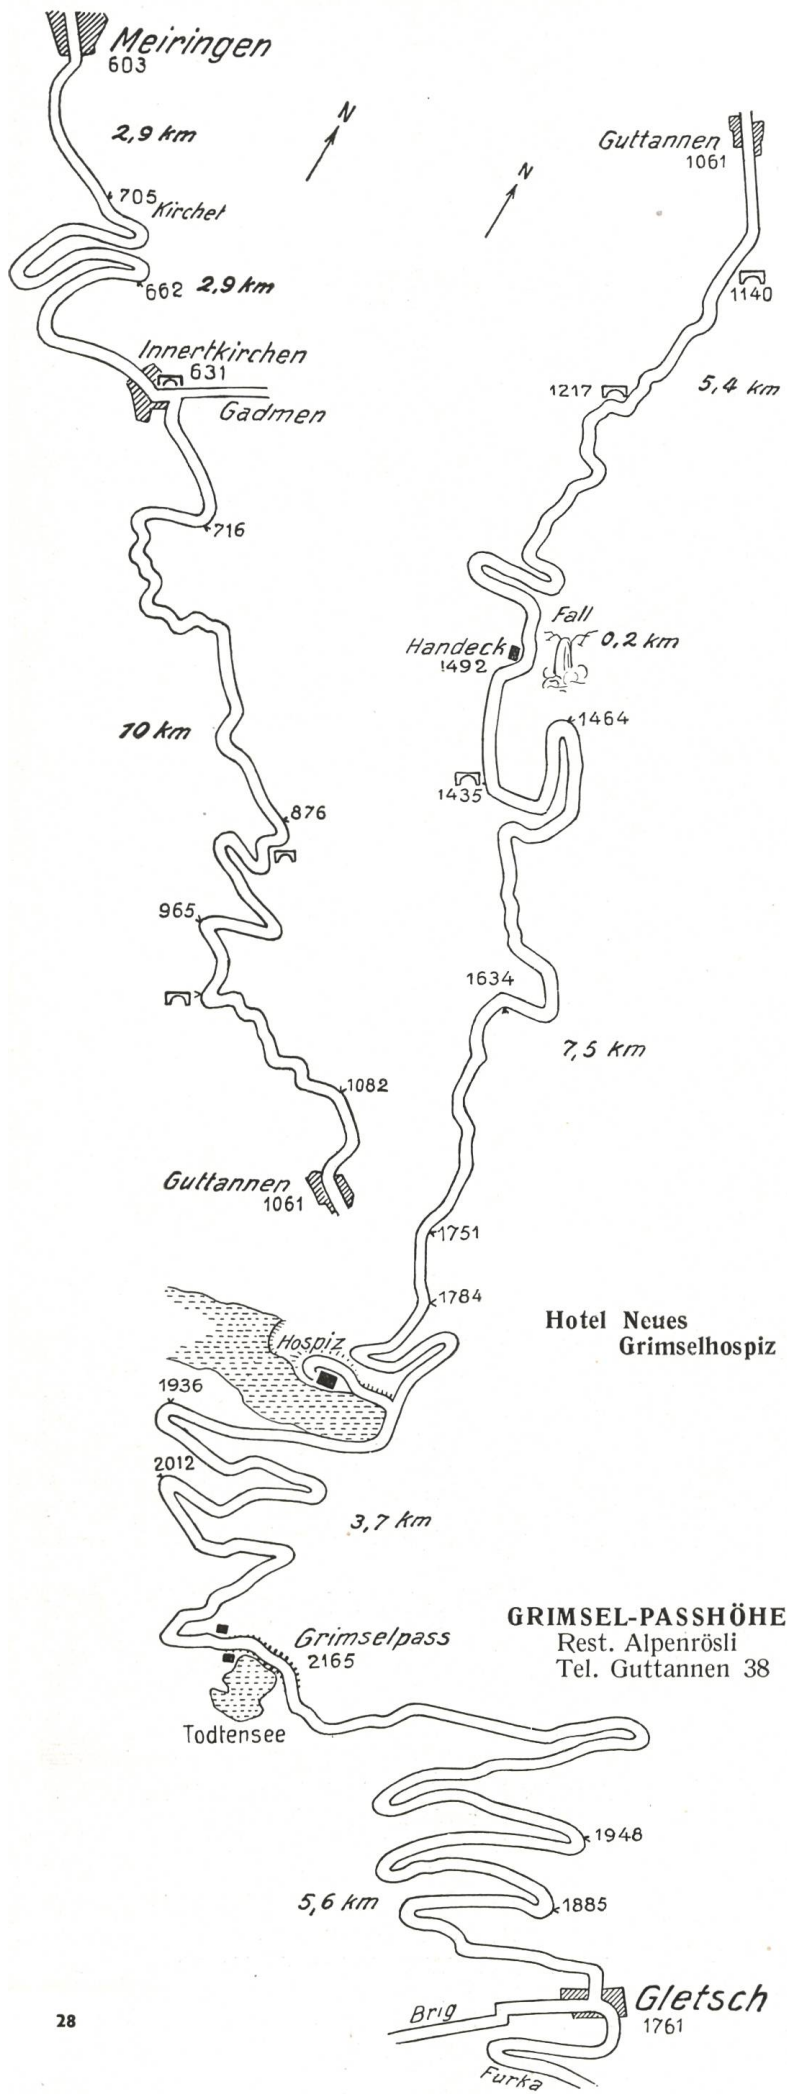 Meiringen
603
2,9 km
705
Kirchet
662
2,9 km
Innertkirchen
631
Gadmen
716
10 km
876
965
1082
Guttannen
1061
N
N
Guttannen
1061
1140
5,4 km
1217
Fall
0,2 km
Handeck
1492
1464
1435
1634
7,5 km
1751
1784
Hotel Neues
Grimselhospiz
Hospiz
1936
2012
3,7 km
GRIMSEL-PASSHÖHE
Rest. Alpenrösli
Tel. Guttannen 38
Grimselpass
2165
Todtensee
1948
5,6 km
1885
Gletsch
1761
Brig
Furka
28